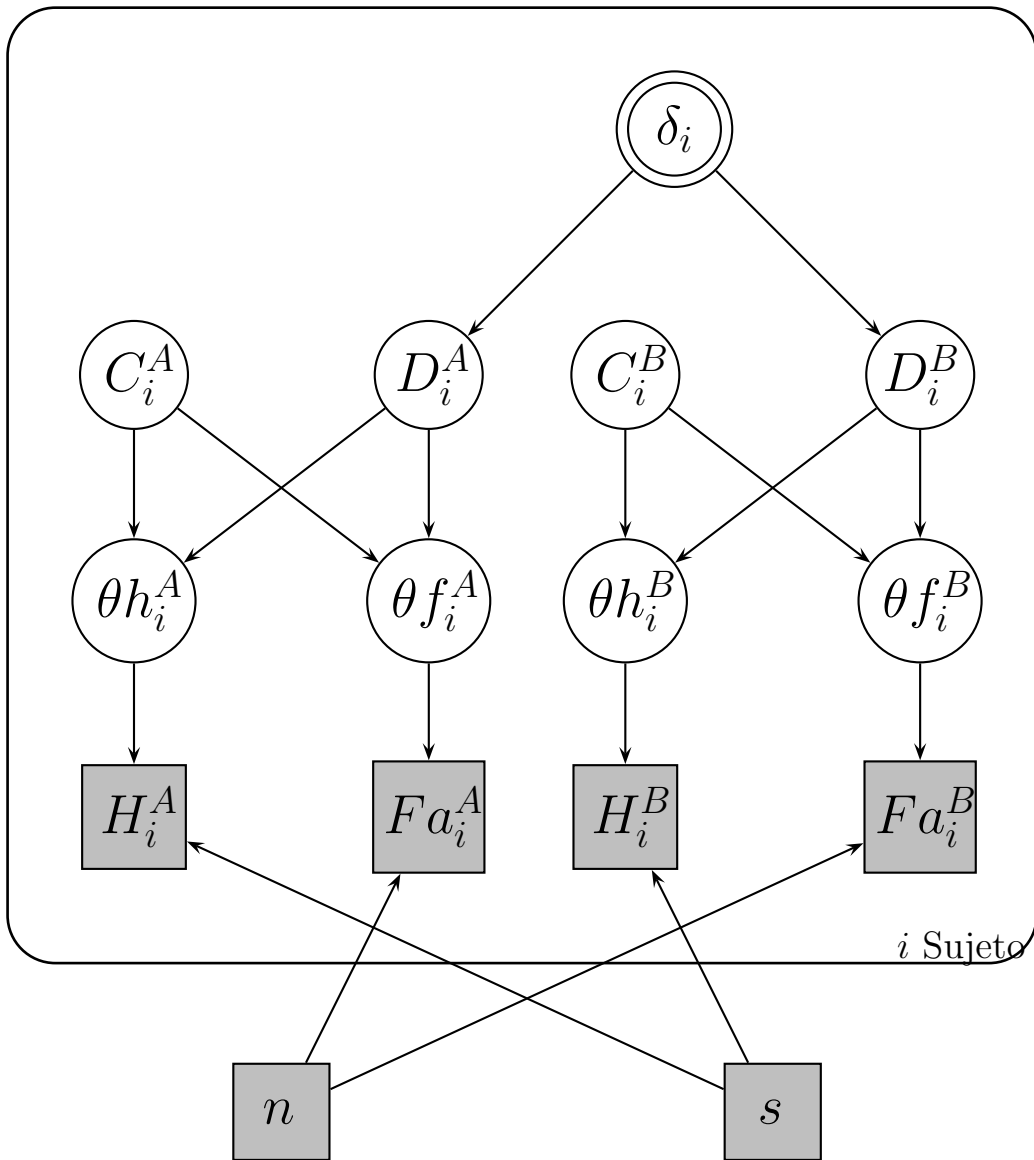 δ_i
C_i^A D_i^A C_i^B D_i^B
θh_i^A θf_i^A θh_i^B θf_i^B
H_i^A Fa_i^A H_i^B Fa_i^B
i Sujeto
n s